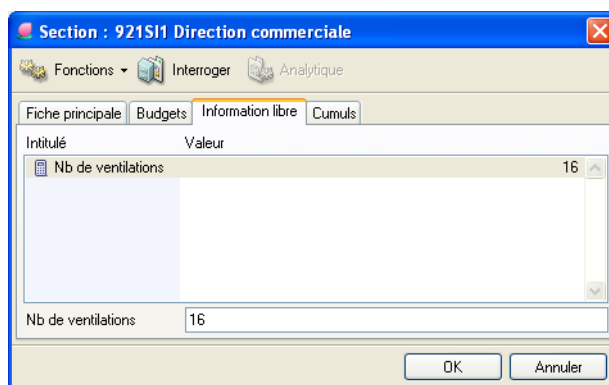 Section : 921SI1 Direction commerciale
Fonctions Interroger Analytique
Fiche principale Budgets Information libre Cumuls
Intitulé Valeur
Nb de ventilations 16
Nb de ventilations 16
OK Annuler